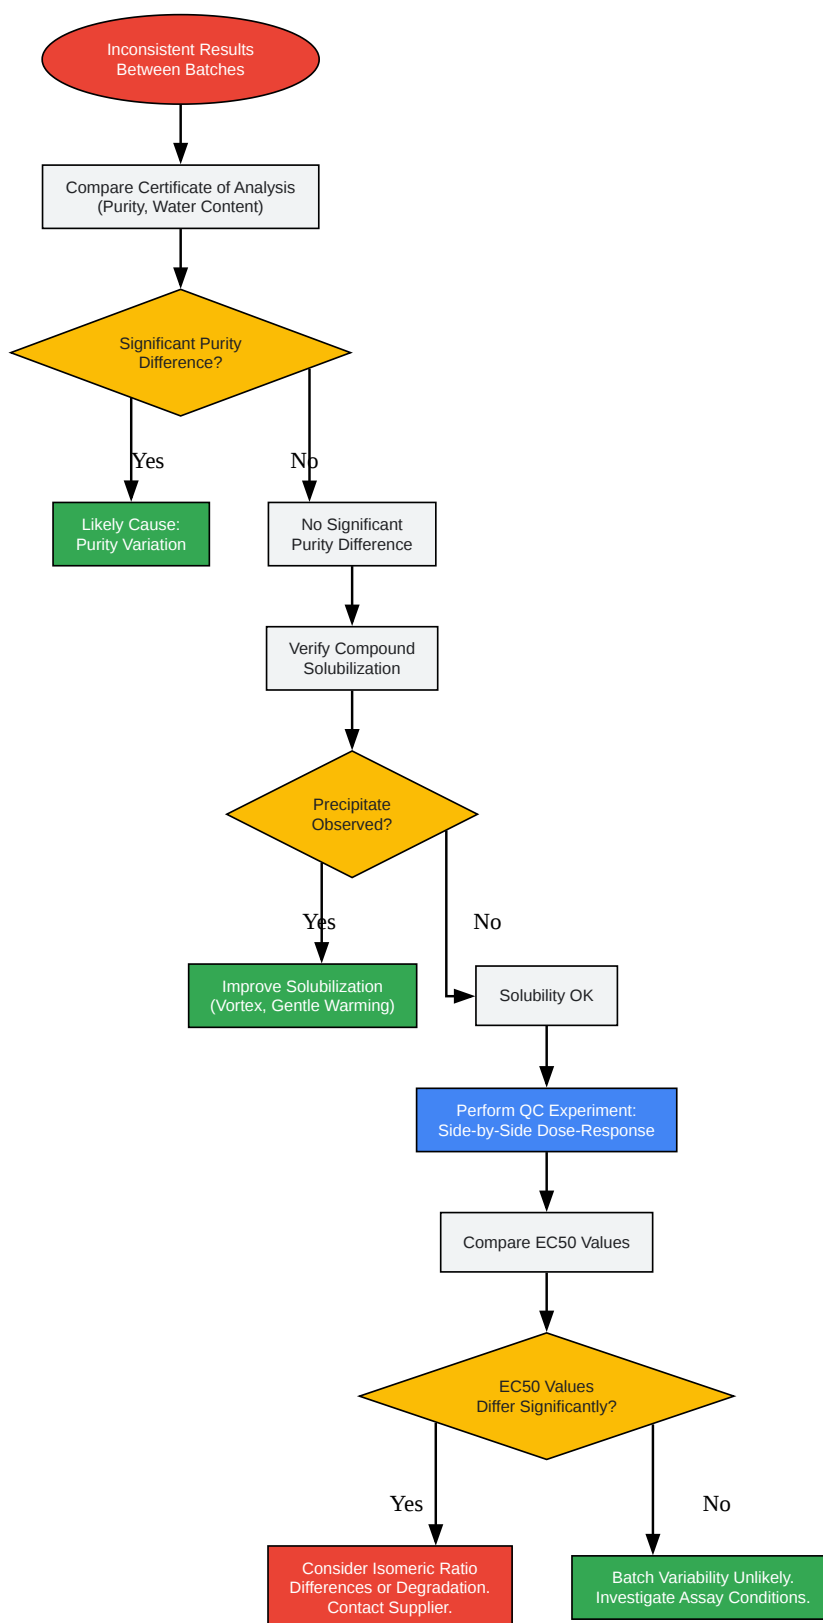 Inconsistent Results
Between Batches
Compare Certificate of Analysis
(Purity, Water Content)
Significant Purity
Difference?
Yes
No
Likely Cause:
Purity Variation
No Significant
Purity Difference
Verify Compound
Solubilization
Precipitate
Observed?
Yes
No
Improve Solubilization
(Vortex, Gentle Warming)
Solubility OK
Perform QC Experiment:
Side-by-Side Dose-Response
Compare EC50 Values
EC50 Values
Differ Significantly?
Yes
No
Consider Isomeric Ratio
Differences or Degradation.
Contact Supplier.
Batch Variability Unlikely.
Investigate Assay Conditions.